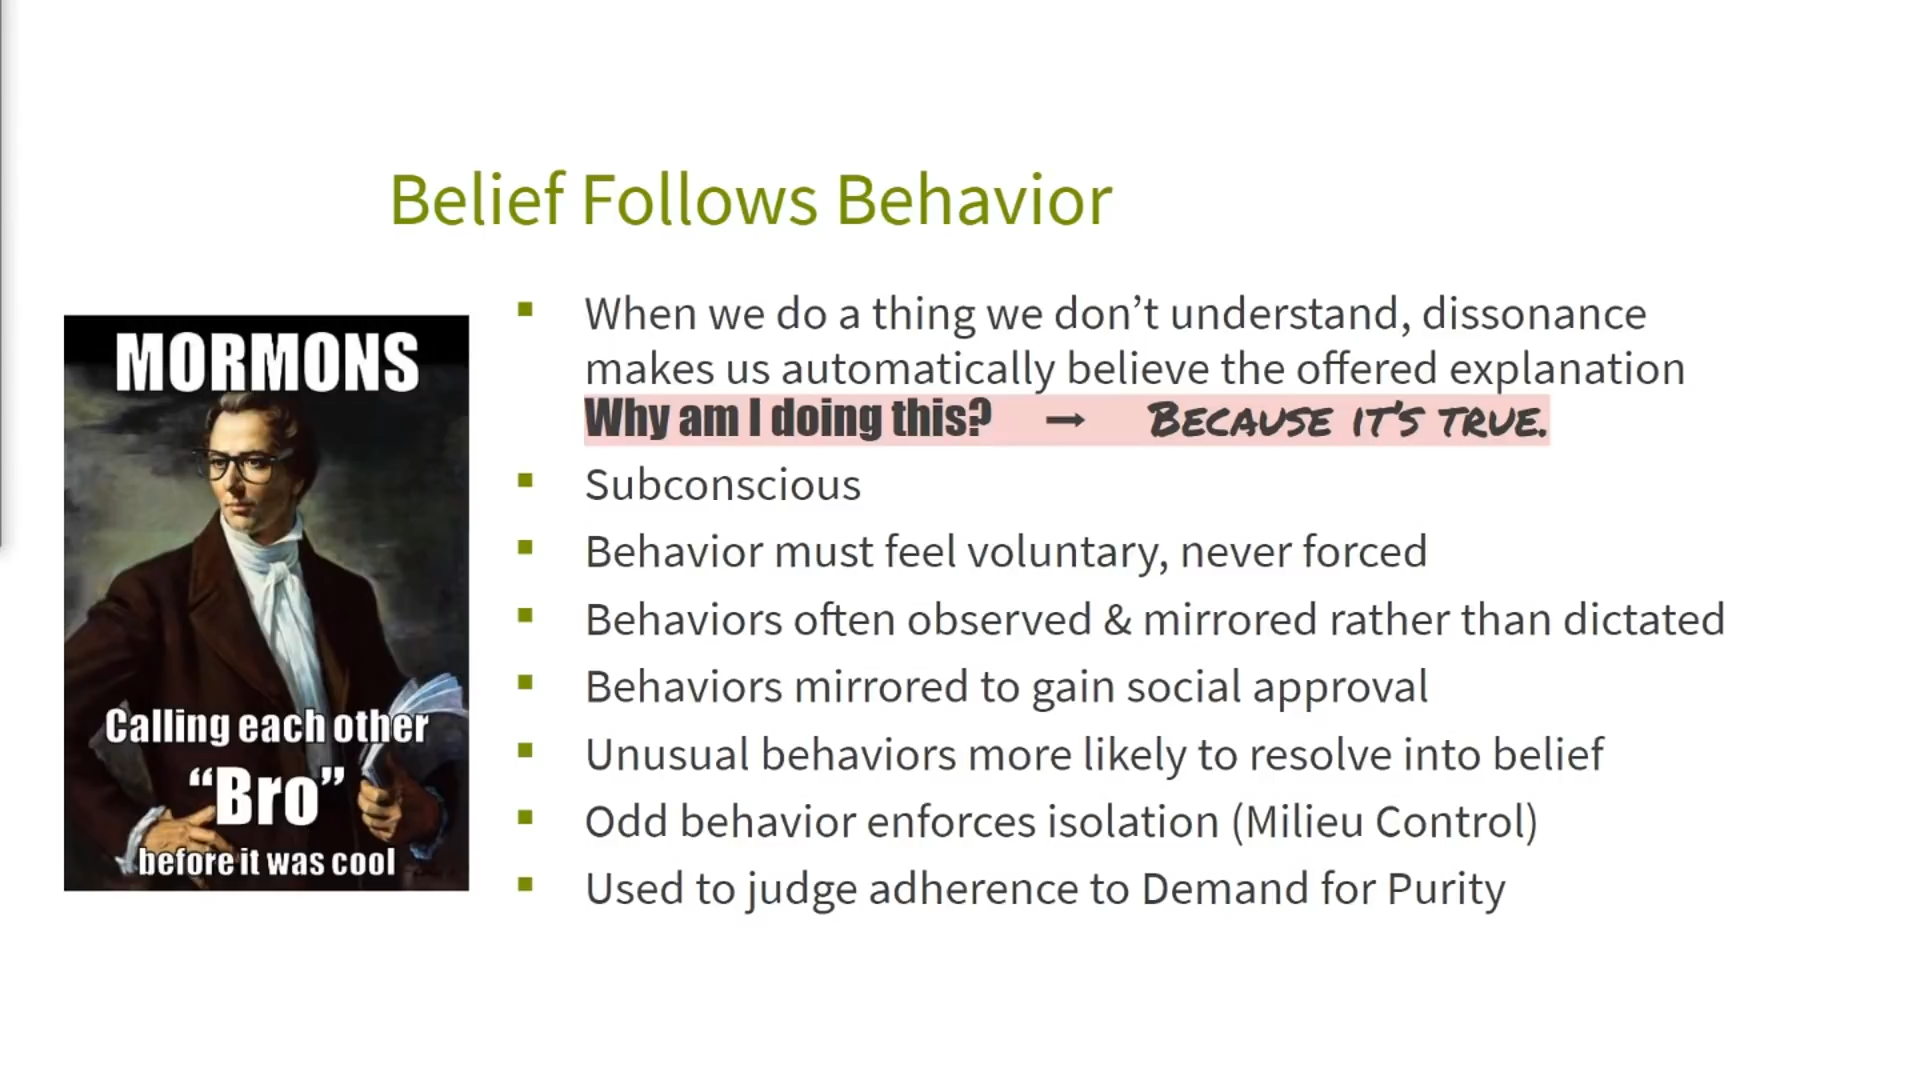 Belief Follows Behavior
MORMONS
Calling each other
“Bro”
before it was cool
▪ When we do a thing we don’t understand, dissonance
makes us automatically believe the offered explanation
Why am I doing this? → BECAUSE IT’S TRUE.
▪ Subconscious
▪ Behavior must feel voluntary, never forced
▪ Behaviors often observed & mirrored rather than dictated
▪ Behaviors mirrored to gain social approval
▪ Unusual behaviors more likely to resolve into belief
▪ Odd behavior enforces isolation (Milieu Control)
▪ Used to judge adherence to Demand for Purity